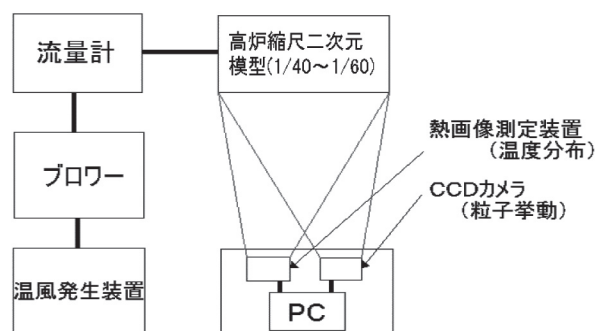 流量計
高炉縮尺二次元
模型(1/40～1/60)
熱画像測定装置
(温度分布)
ブロワー
CCDカメラ
(粒子挙動)
温風発生装置
PC